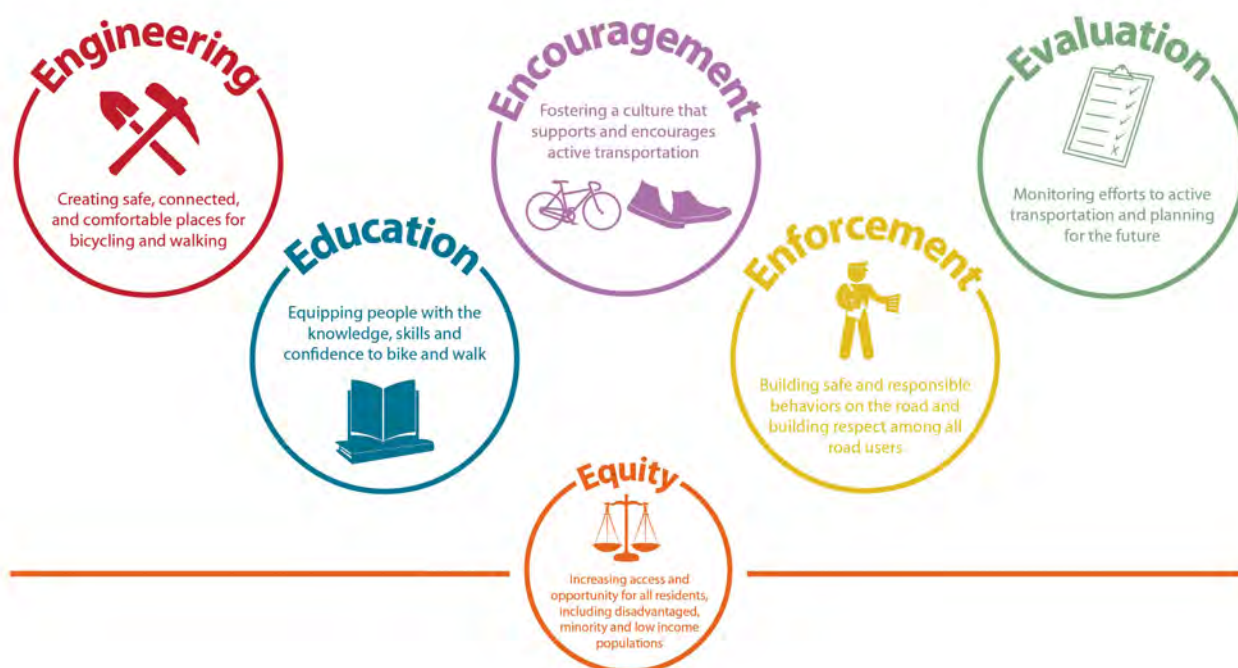 Engineering
Creating safe, connected,
and comfortable places for
bicycling and walking
Education
Equipping people with the
knowledge, skills and
confidence to bike and walk
Encouragement
Fostering a culture that
supports and encourages
active transportation
Enforcement
Building safe and responsible
behaviors on the road and
building respect among all
road users
Evaluation
Monitoring efforts to active
transportation and planning
for the future
Equity
Increasing access and
opportunity for all residents,
including disadvantaged,
minority and low income
populations